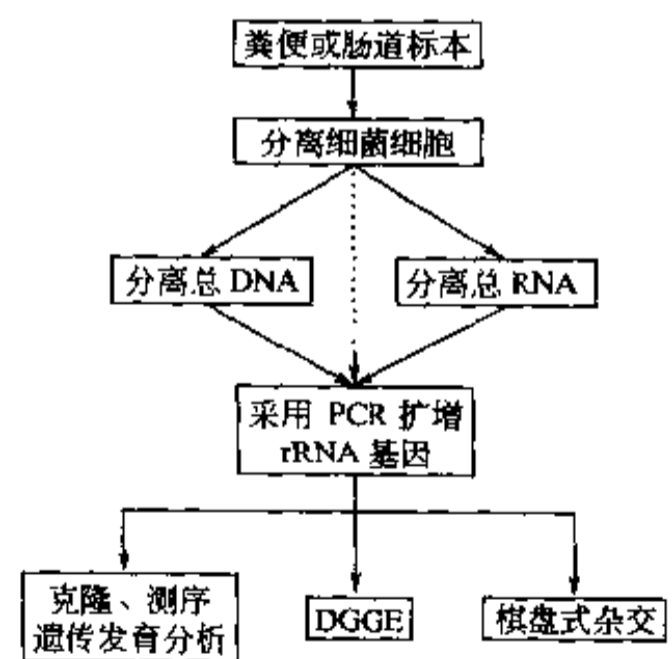 粪便或肠道标本
分离细菌细胞
分离总 DNA
分离总 RNA
采用 PCR 扩增
rRNA 基因
克隆、测序
遗传发育分析
DGGE
棋盘式杂交